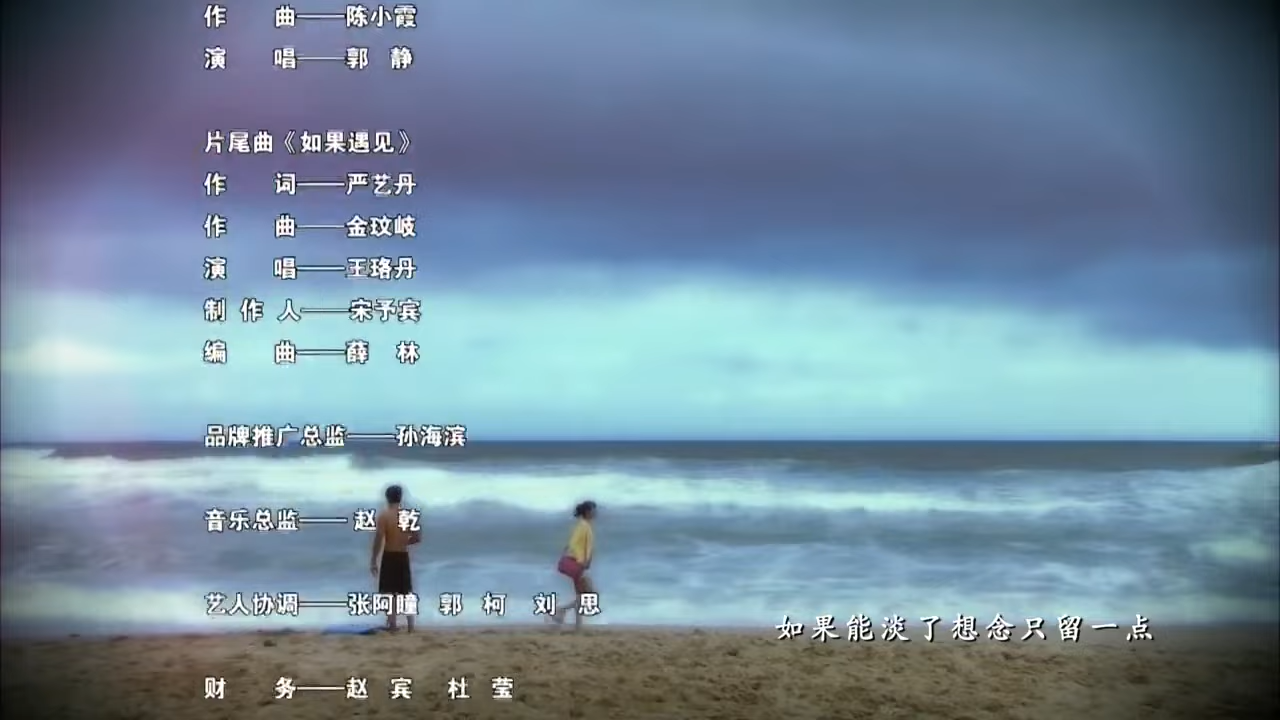 作 曲——陈小霞
演 唱——郭 静
片尾曲《如果遇见》
作 词——严艺丹
作 曲——金玟岐
演 唱——王珞丹
制 作 人——宋予宾
编 曲——薛 林
品牌推广总监——孙海滨
音乐总监——赵 乾
艺人协调——张阿瞳 郭 柯 刘 思
如果能淡了想念只留一点
财 务——赵 宾 杜 莹